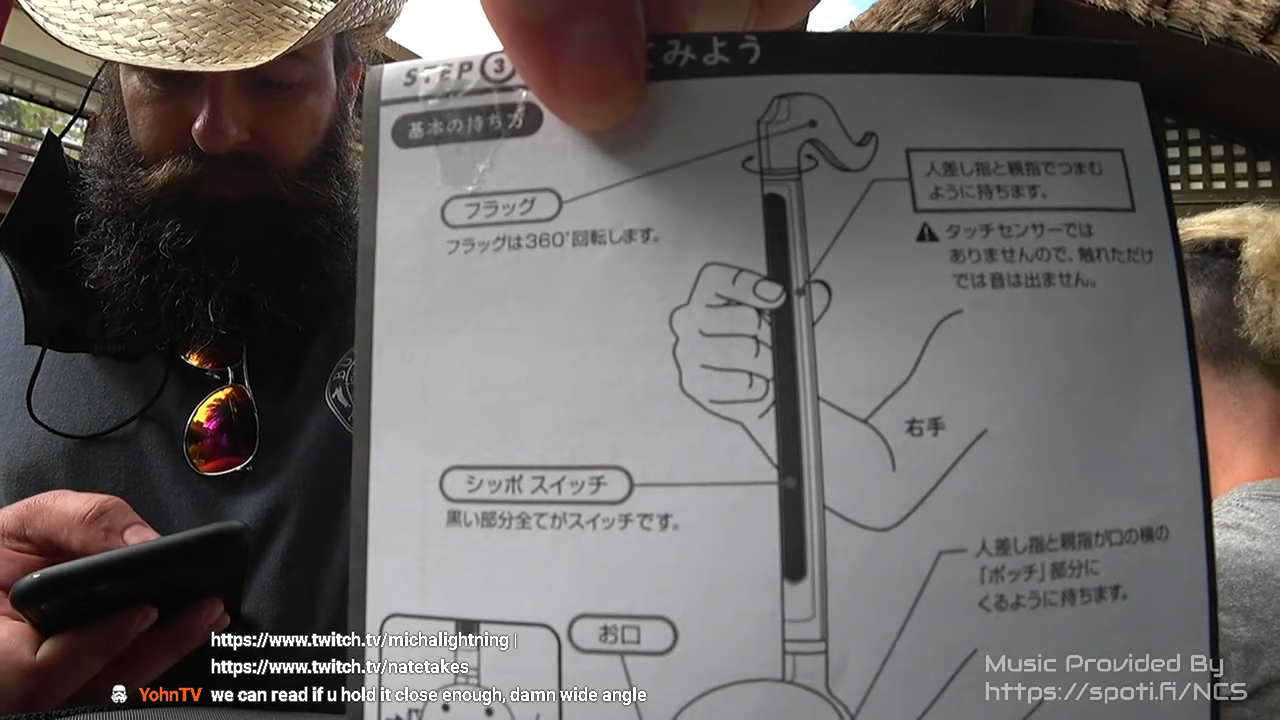 STEP ③ みよう
基本の持ち方
フラッグ
フラッグは360°回転します。
人差し指と親指でつまむ
ように持ちます。
⚠ タッチセンサーでは
ありませんので、触れただけ
では音は出ません。
右手
シッポ スイッチ
黒い部分全てがスイッチです。
人差し指と親指が口の横の
「ポッチ」部分に
くるように持ちます。
お口
https://www.twitch.tv/michalightning |
https://www.twitch.tv/natetakes
YohnTV we can read if u hold it close enough, damn wide angle
Music Provided By
https://spoti.fi/NCS